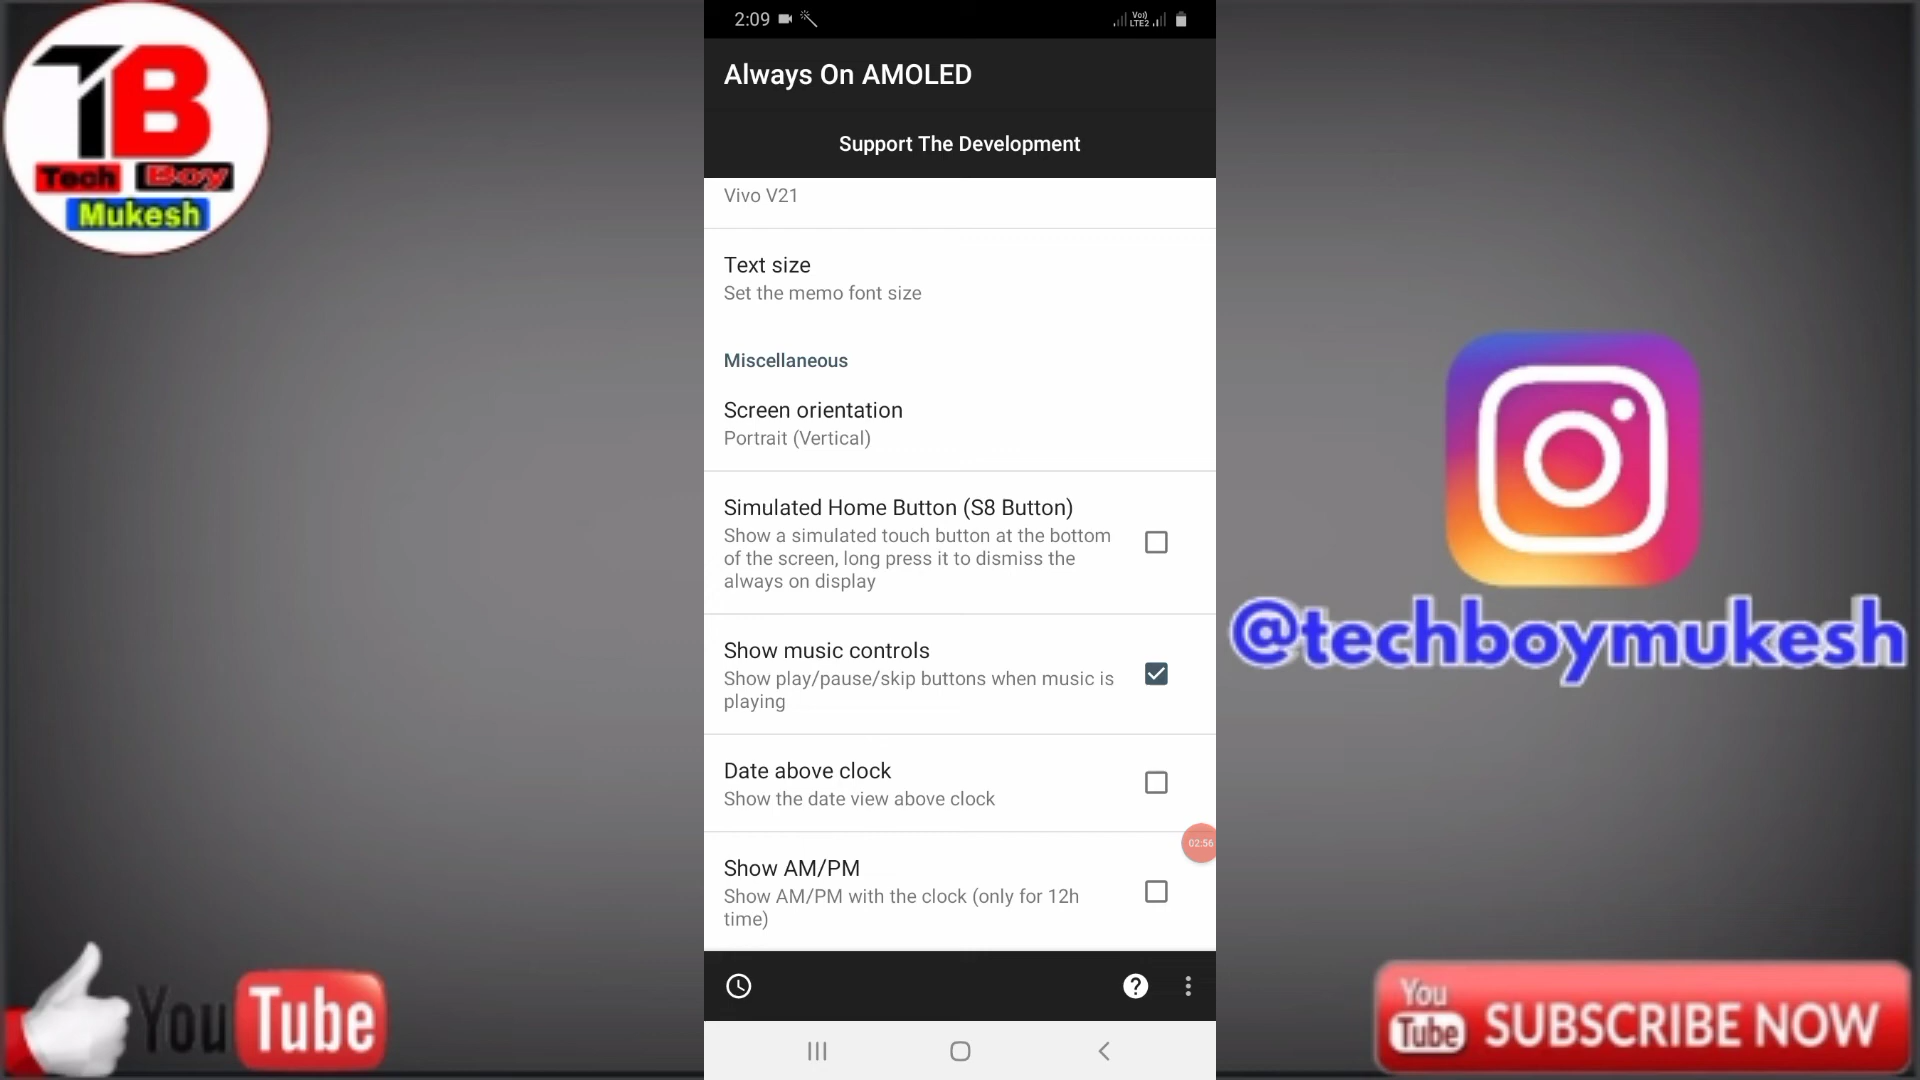 TB
Tech Boy
Mukesh
2:09
Vo)
LTE2
Always On AMOLED
Support The Development
Vivo V21
Text size
Set the memo font size
Miscellaneous
Screen orientation
Portrait (Vertical)
Simulated Home Button (S8 Button)
Show a simulated touch button at the bottom
of the screen, long press it to dismiss the
always on display
Show music controls
Show play/pause/skip buttons when music is
playing
Date above clock
Show the date view above clock
02:56
Show AM/PM
Show AM/PM with the clock (only for 12h
time)
?
@techboymukesh
YouTube
You
Tube
SUBSCRIBE NOW